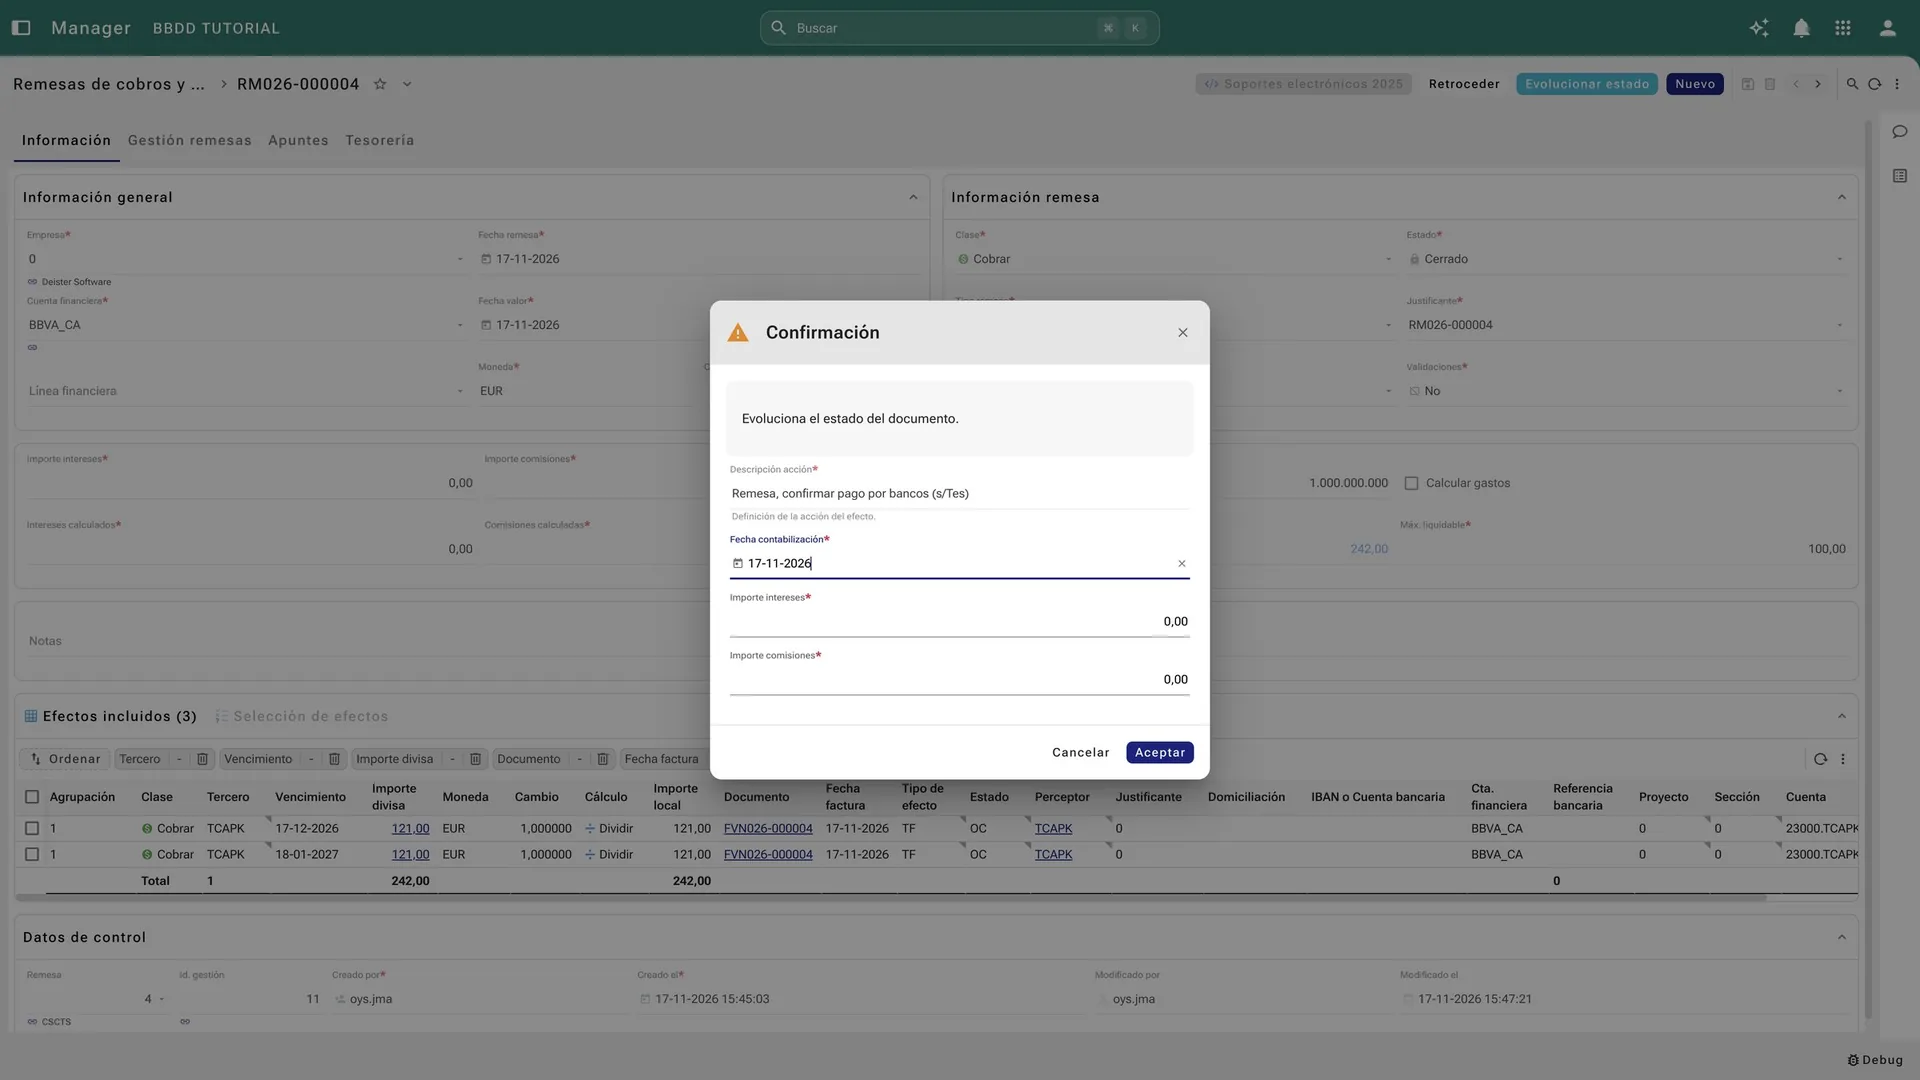 Manager BBDD TUTORIAL Buscar ⌘ K
Remesas de cobros y ... > RM026-000004 Soportes electrónicos 2025 Retroceder Evolucionar estado Nuevo
Información Gestión remesas Apuntes Tesorería
Información general
Información remesa
Empresa* Fecha remesa* Clase* Estado*
0 17-11-2026 Cobrar Cerrado
Deister Software
Cuenta financiera* Fecha valor* Justificante*
BBVA_CA 17-11-2026 RM026-000004
Moneda* Validaciones*
Línea financiera EUR No
Importe intereses* Importe comisiones*
0,00 1.000.000.000 Calcular gastos
Intereses calculados* Comisiones calculadas* Máx. liquidable*
0,00 242,00 100,00
Notas
Confirmación
Evoluciona el estado del documento.
Descripción acción*
Remesa, confirmar pago por bancos (s/Tes)
Definición de la acción del efecto.
Fecha contabilización*
17-11-2026
Importe intereses*
0,00
Importe comisiones*
0,00
Cancelar Aceptar
Efectos incluidos (3) Selección de efectos
Ordenar Tercero - Vencimiento - Importe divisa - Documento - Fecha factura
Agrupación Clase Tercero Vencimiento Importe divisa Moneda Cambio Cálculo Importe local Documento Fecha factura Tipo de efecto Estado Perceptor Justificante Domiciliación IBAN o Cuenta bancaria Cta. financiera Referencia bancaria Proyecto Sección Cuenta
1 Cobrar TCAPK 17-12-2026 121,00 EUR 1,000000 Dividir 121,00 FVN026-000004 17-11-2026 TF OC TCAPK 0 BBVA_CA 0 0 23000.TCAPK
1 Cobrar TCAPK 18-01-2027 121,00 EUR 1,000000 Dividir 121,00 FVN026-000004 17-11-2026 TF OC TCAPK 0 BBVA_CA 0 0 23000.TCAPK
Total 1 242,00 242,00 0
Datos de control
Remesa Id. gestión Creado por* Creado el* Modificado por Modificado el
4 - 11 oys.jma 17-11-2026 15:45:03 oys.jma 17-11-2026 15:47:21
CSCTS
Debug